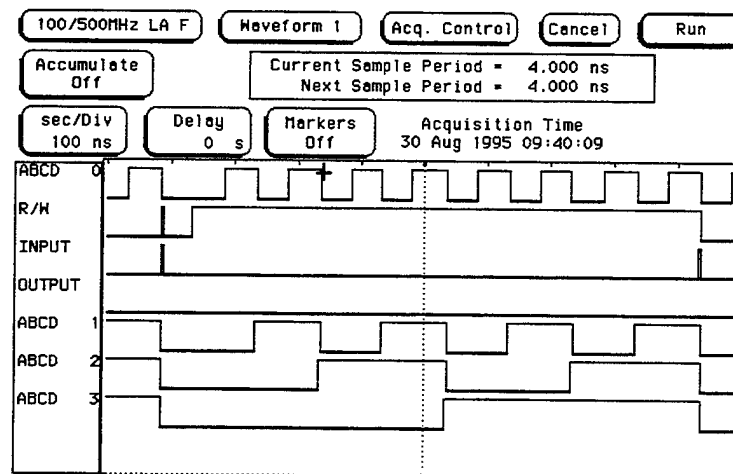 100/500MHz LA F Waveform 1 Acq. Control Cancel Run
Accumulate Off
Current Sample Period = 4.000 ns
Next Sample Period = 4.000 ns
sec/Div 100 ns
Delay 0 s
Markers Off
Acquisition Time
30 Aug 1995 09:40:09
ABCD 0
R/W
INPUT
OUTPUT
ABCD 1
ABCD 2
ABCD 3